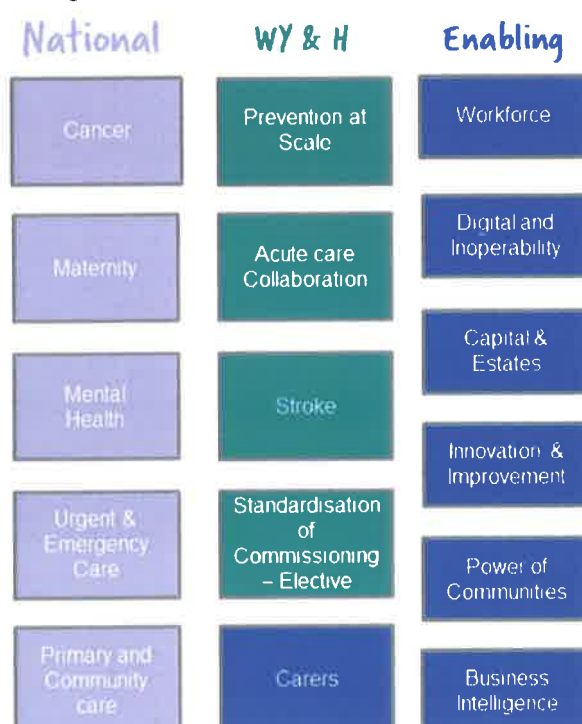 National
WY & H
Enabling
Cancer
Maternity
Mental
Health
Urgent &
Emergency
Care
Primary and
Community
care
Prevention at
Scale
Acute care
Collaboration
Stroke
Standardisation
of
Commissioning
– Elective
Carers
Workforce
Digital and
Inoperability
Capital &
Estates
Innovation &
Improvement
Power of
Communities
Business
Intelligence